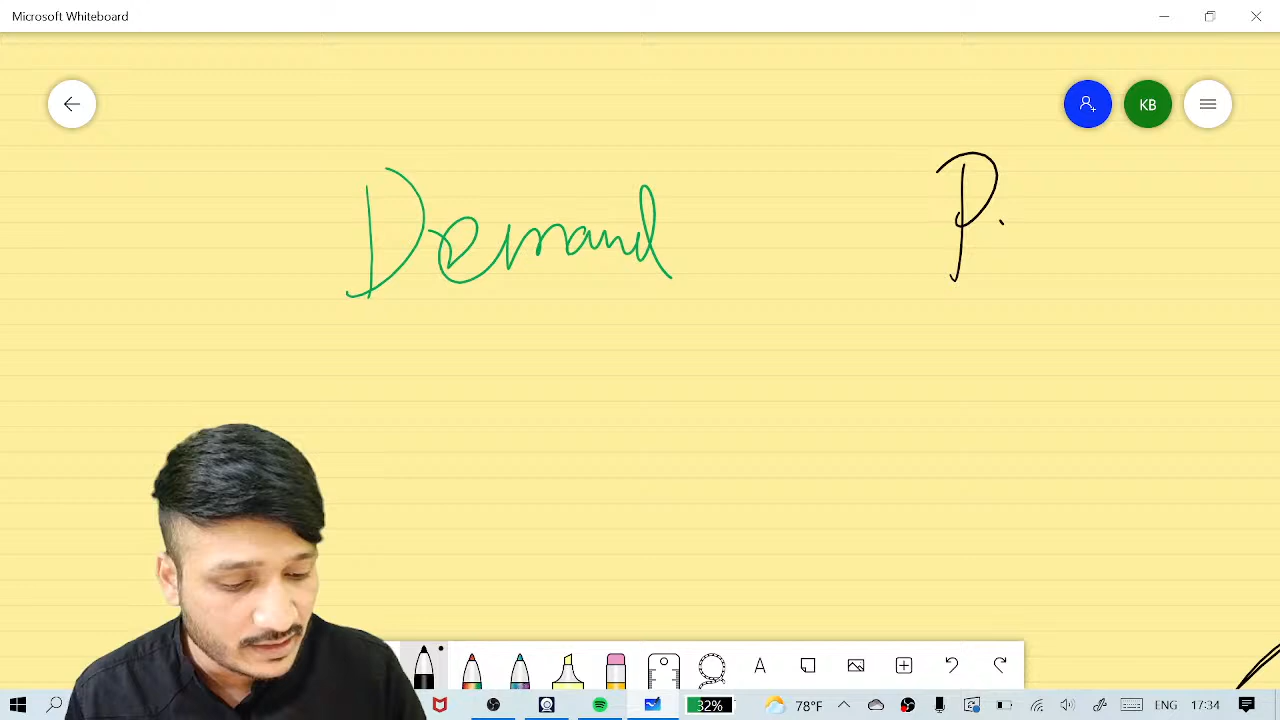 Microsoft Whiteboard
KB
Demand
P.
A
32%
78°F
ENG
17:34